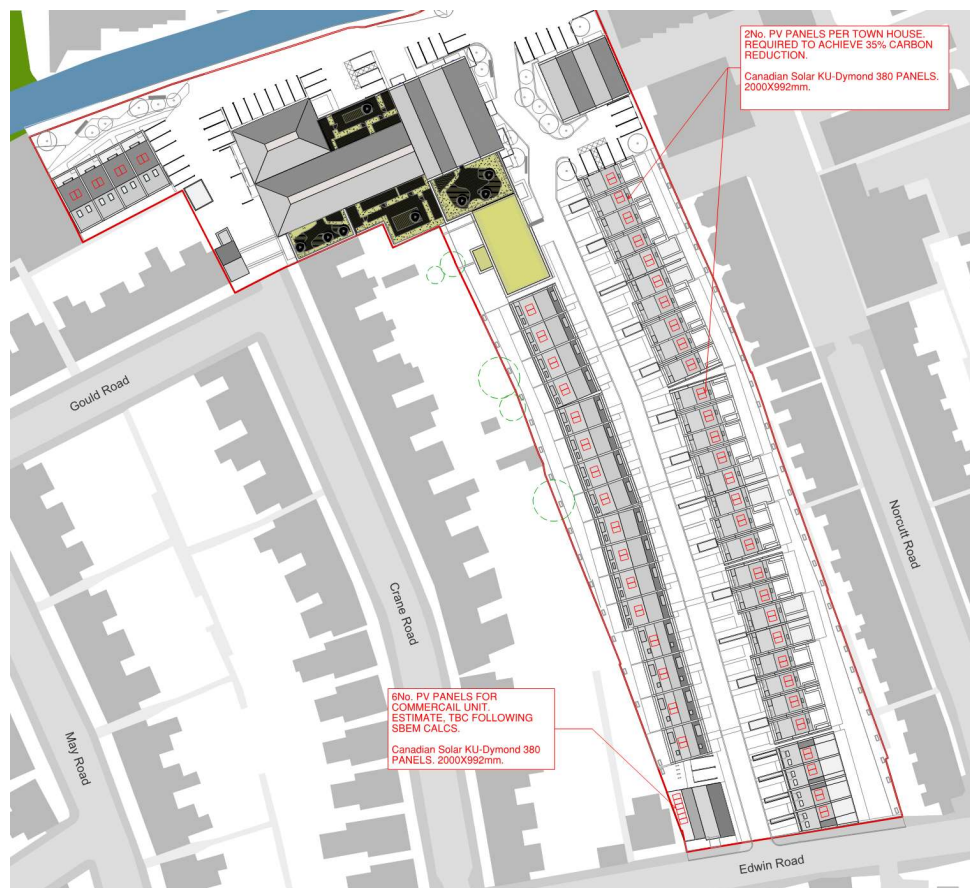 2No. PV PANELS PER TOWN HOUSE.
REQUIRED TO ACHIEVE 35% CARBON
REDUCTION.
Canadian Solar KU-Dymond 380 PANELS.
2000X992mm.
Gould Road
Norcutt Road
Crane Road
6No. PV PANELS FOR
COMMERCAIL UNIT.
ESTIMATE, TBC FOLLOWING
SBEM CALCS.
Canadian Solar KU-Dymond 380
PANELS. 2000X992mm.
May Road
Edwin Road